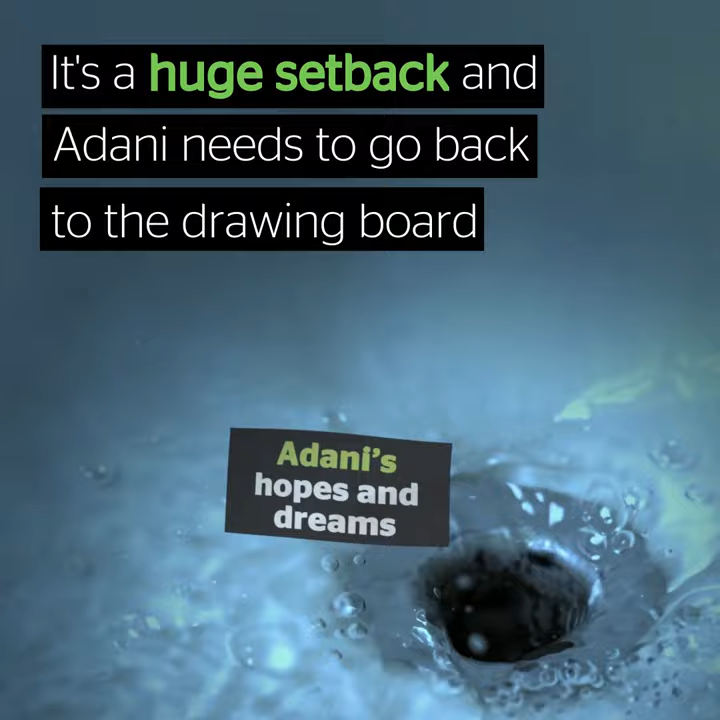 It's a huge setback and
Adani needs to go back
to the drawing board
Adani's
hopes and
dreams